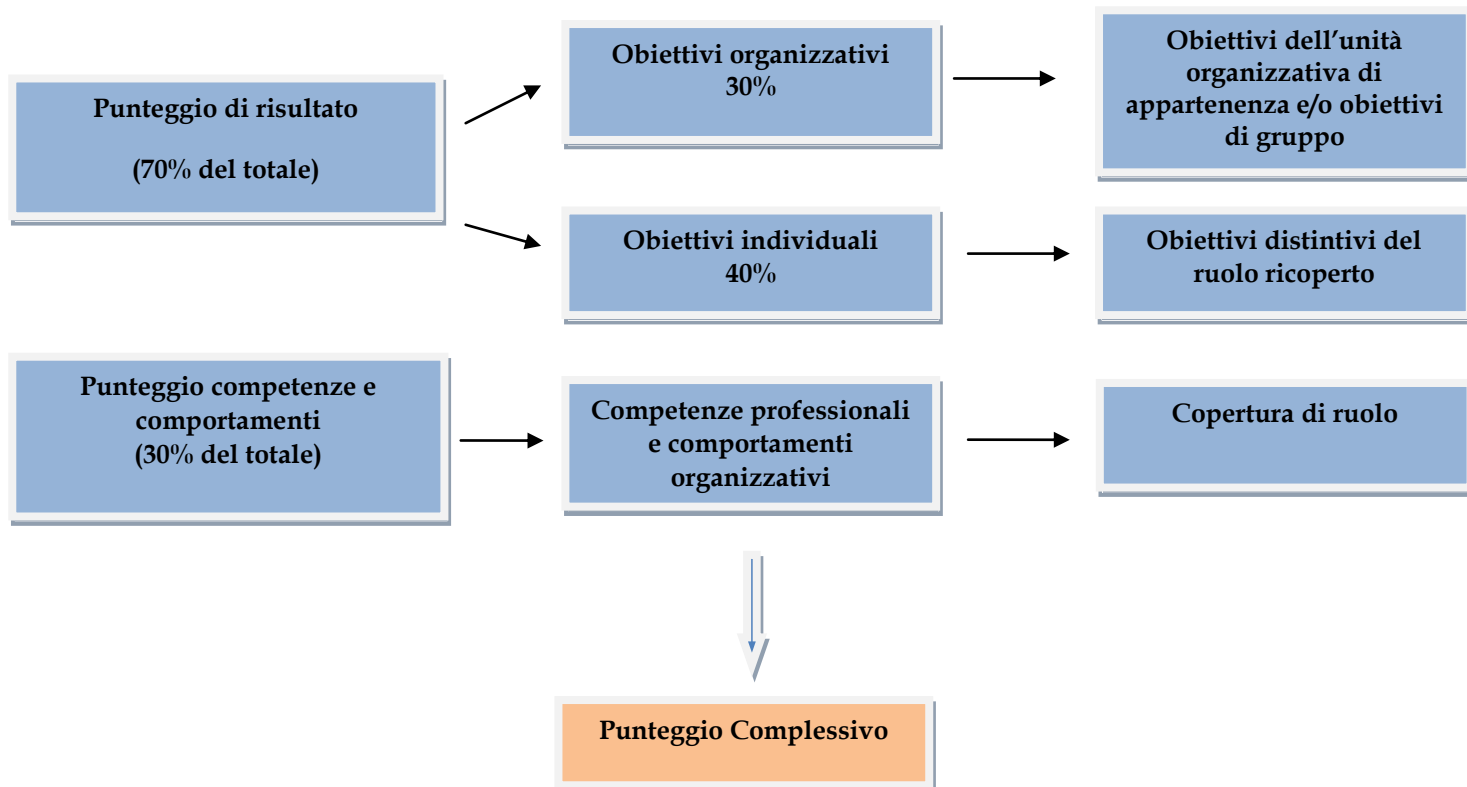 Punteggio di risultato
(70% del totale)
Obiettivi organizzativi
30%
Obiettivi dell’unità
organizzativa di
appartenenza e/o obiettivi
di gruppo
Obiettivi individuali
40%
Obiettivi distintivi del
ruolo ricoperto
Punteggio competenze e
comportamenti
(30% del totale)
Competenze professionali
e comportamenti
organizzativi
Copertura di ruolo
Punteggio Complessivo